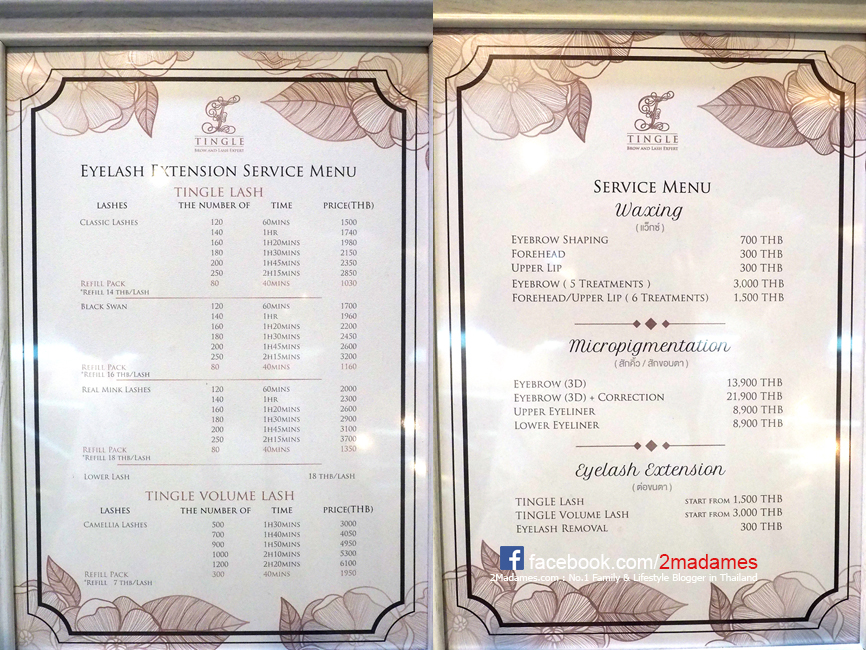 TINGLE
BROW AND LASH EXPERT
EYELASH EXTENSION SERVICE MENU
TINGLE LASH
LASHES THE NUMBER OF TIME PRICE(THB)
CLASSIC LASHES 120 60MINS 1500
140 1HR 1740
160 1H20MINS 1980
180 1H30MINS 2150
200 1H45MINS 2350
250 2H15MINS 2850
REFILL PACK 80 40MINS 1030
*REFILL 14 THB/LASH
BLACK SWAN 120 60MINS 1700
140 1HR 1960
160 1H20MINS 2200
180 1H30MINS 2450
200 1H45MINS 2600
250 2H15MINS 3200
REFILL PACK 80 40MINS 1160
*REFILL 16 THB/LASH
REAL MINK LASHES 120 60MINS 2000
140 1HR 2300
160 1H20MINS 2600
180 1H30MINS 2900
200 1H45MINS 3100
250 2H15MINS 3700
REFILL PACK 80 40MINS 1350
*REFILL 18 THB/LASH
LOWER LASH 18 THB/LASH
TINGLE VOLUME LASH
LASHES THE NUMBER OF TIME PRICE(THB)
CAMELLIA LASHES 500 1H30MINS 3000
700 1H40MINS 4050
900 1H50MINS 4950
1000 2H10MINS 5300
1200 2H20MINS 6100
REFILL PACK 300 40MINS 1950
*REFILL 7 THB/LASH
TINGLE
BROW AND LASH EXPERT
SERVICE MENU
Waxing
( แว็กซ์ )
EYEBROW SHAPING 700 THB
FOREHEAD 300 THB
UPPER LIP 300 THB
EYEBROW ( 5 TREATMENTS ) 3,000 THB
FOREHEAD/UPPER LIP ( 6 TREATMENTS) 1,500 THB
Micropigmentation
( สักคิ้ว / สักขอบตา )
EYEBROW (3D) 13,900 THB
EYEBROW (3D) + CORRECTION 21,900 THB
UPPER EYELINER 8,900 THB
LOWER EYELINER 8,900 THB
Eyelash Extension
( ต่อขนตา )
TINGLE LASH START FROM 1,500 THB
TINGLE VOLUME LASH START FROM 3,000 THB
EYELASH REMOVAL 300 THB
f facebook.com/2madames
2Madames.com : No.1 Family & Lifestyle Blogger in Thailand